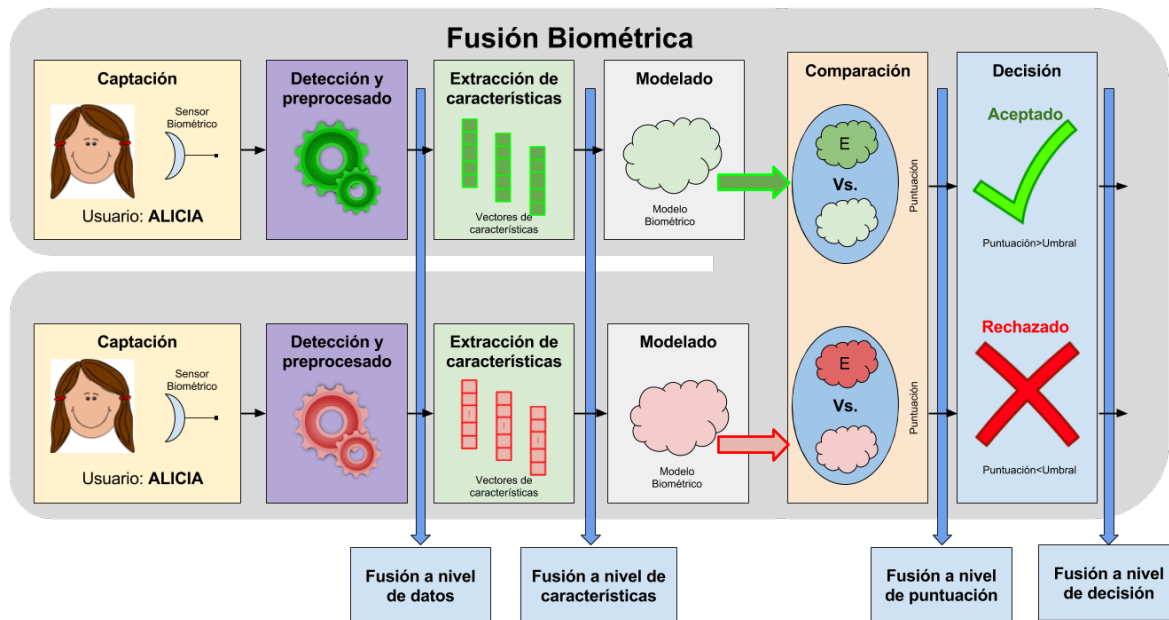 Fusión Biométrica
Captación
Sensor
Biométrico
Usuario: ALICIA
Detección y
preprocesado
Extracción de
características
Vectores de
características
Modelado
Modelo
Biométrico
Comparación
E
Vs.
Puntuación
Decisión
Aceptado
Puntuación>Umbral
Captación
Sensor
Biométrico
Usuario: ALICIA
Detección y
preprocesado
Extracción de
características
Vectores de
características
Modelado
Modelo
Biométrico
E
Vs.
Puntuación
Rechazado
Puntuación<Umbral
Fusión a nivel
de datos
Fusión a nivel de
características
Fusión a nivel
de puntuación
Fusión a nivel
de decisión